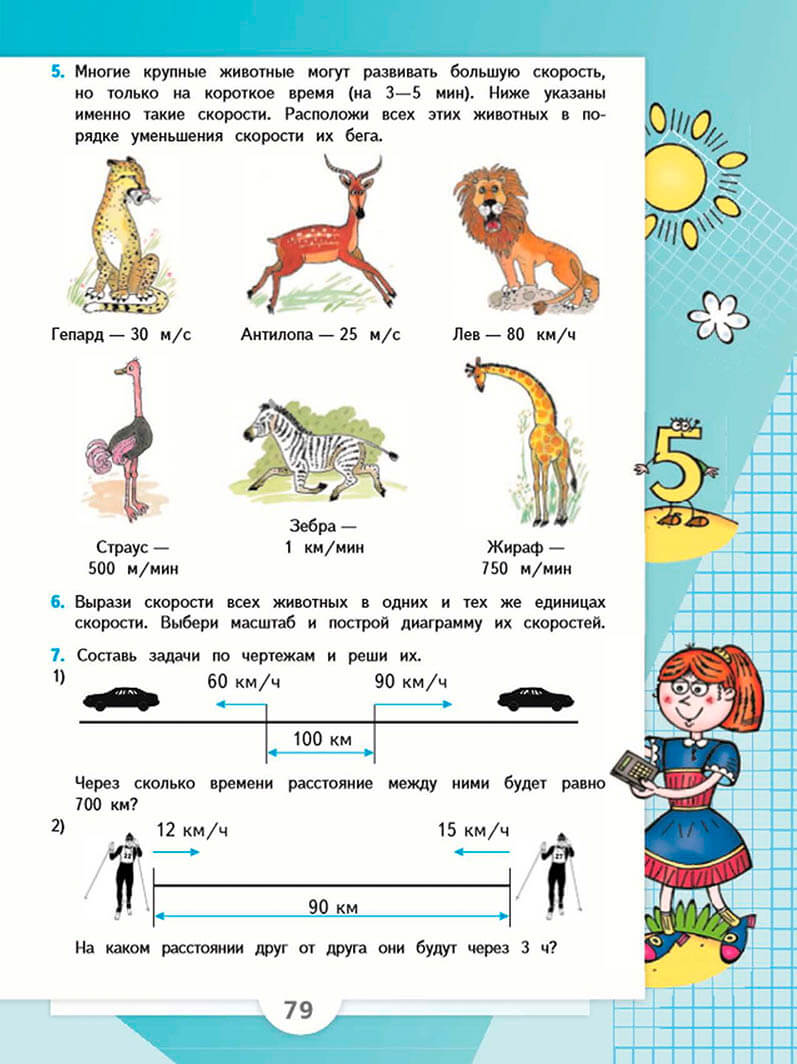 5. Многие крупные животные могут развивать большую скорость,
но только на короткое время (на 3—5 мин). Ниже указаны
именно такие скорости. Расположи всех этих животных в по-
рядке уменьшения скорости их бега.
Гепард — 30 м/с
Антилопа — 25 м/с
Лев — 80 км/ч
Страус —
500 м/мин
Зебра —
1 км/мин
Жираф —
750 м/мин
5
6. Вырази скорости всех животных в одних и тех же единицах
скорости. Выбери масштаб и построй диаграмму их скоростей.
7. Составь задачи по чертежам и реши их.
1)
60 км/ч
90 км/ч
100 км
Через сколько времени расстояние между ними будет равно
700 км?
2)
12 км/ч
15 км/ч
90 км
На каком расстоянии друг от друга они будут через 3 ч?
79